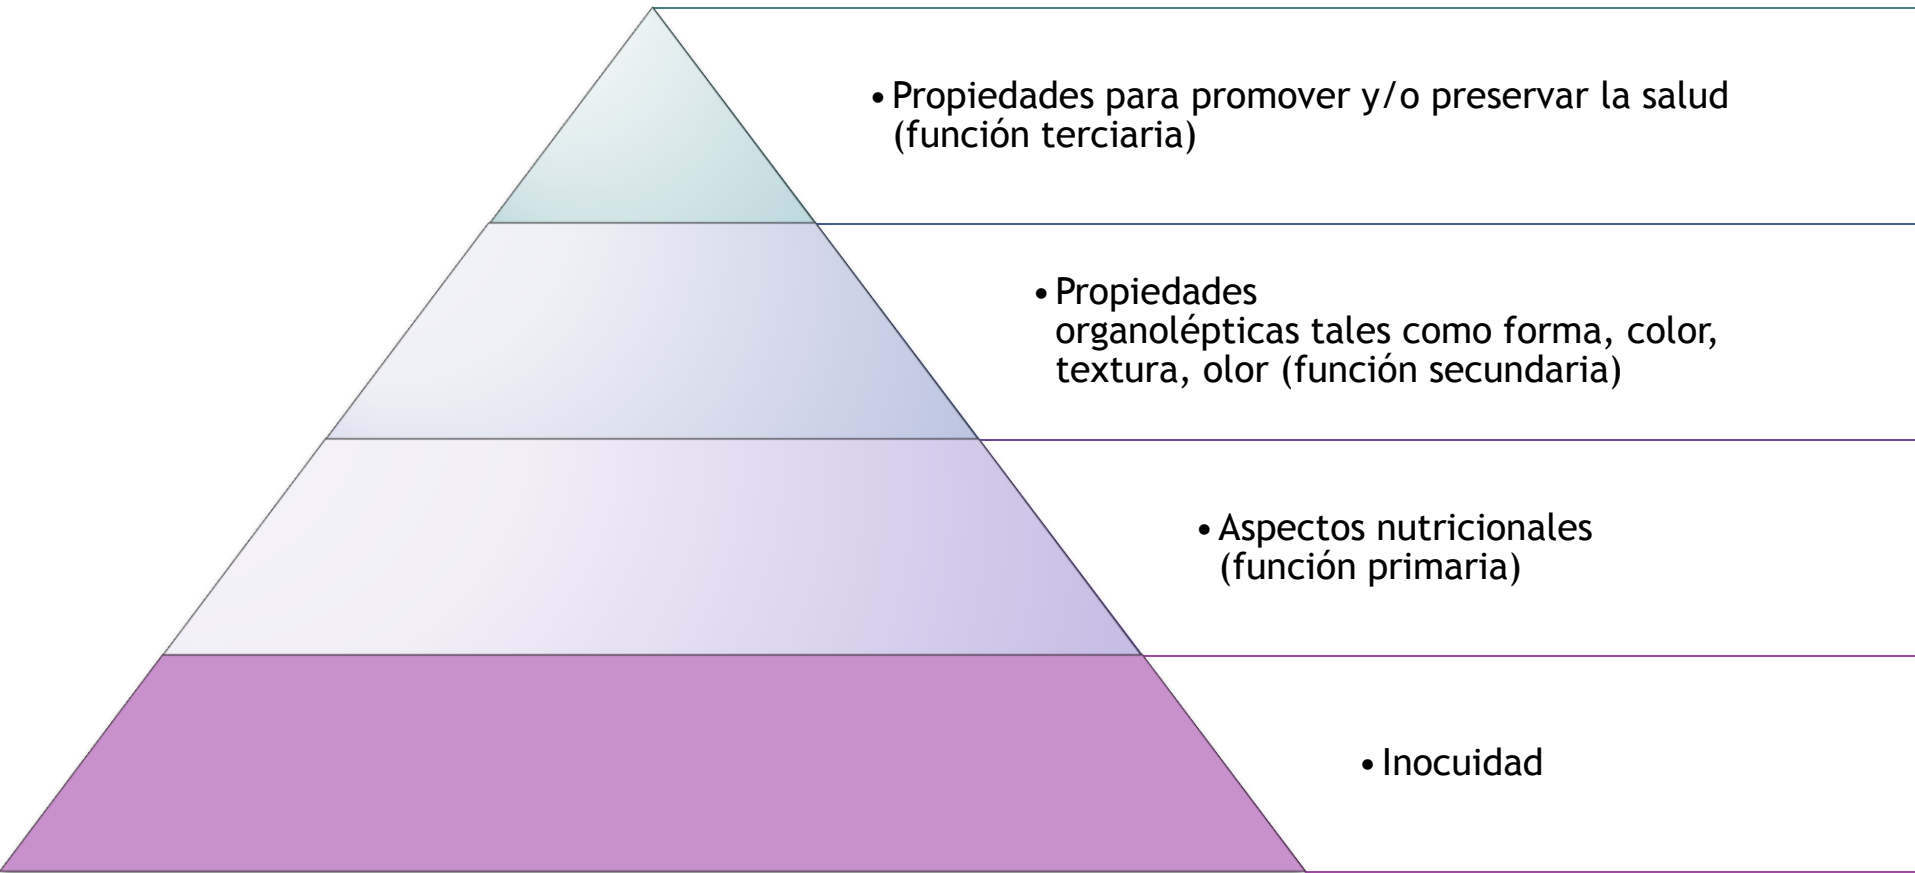 • Propiedades para promover y/o preservar la salud
(función terciaria)
• Propiedades
organolépticas tales como forma, color,
textura, olor (función secundaria)
• Aspectos nutricionales
(función primaria)
• Inocuidad